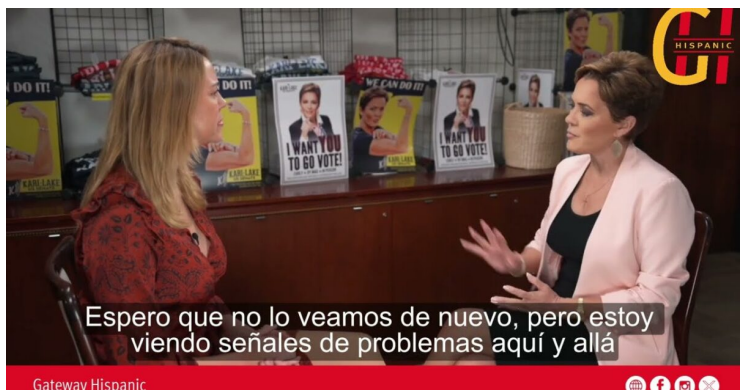 GH
HISPANIC
CAN DO IT!
I DO IT!
WE CAN DO IT!
I WANT YOU
TO GO VOTE!
KARI LAKE
KARI LAKE
I WANT YOU
TO GO VOTE!
Espero que no lo veamos de nuevo, pero estoy
viendo señales de problemas aquí y allá
Gateway Hispanic